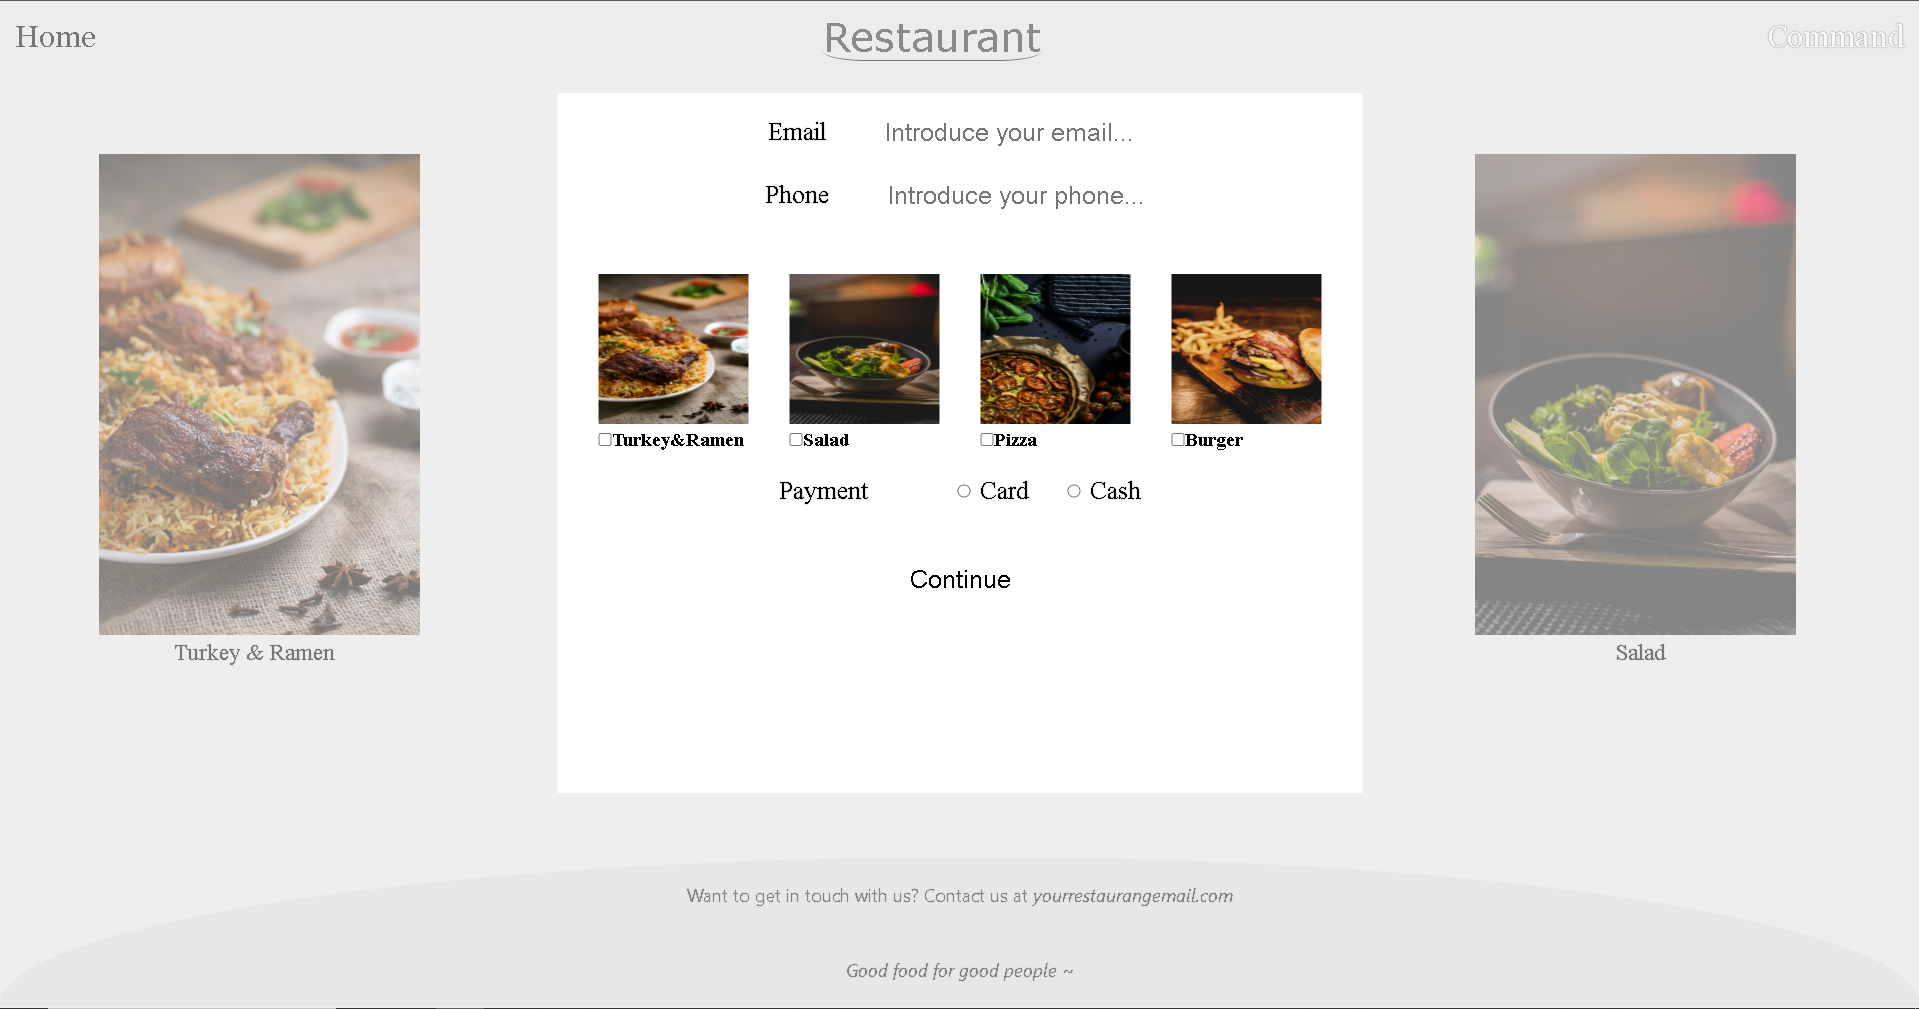 Home
Restaurant
Command
Email
Introduce your email...
Phone
Introduce your phone...
Turkey&Ramen
Salad
Pizza
Burger
Payment
Card
Cash
Continue
Turkey & Ramen
Salad
Want to get in touch with us? Contact us at yourrestaurangemail.com
Good food for good people ~